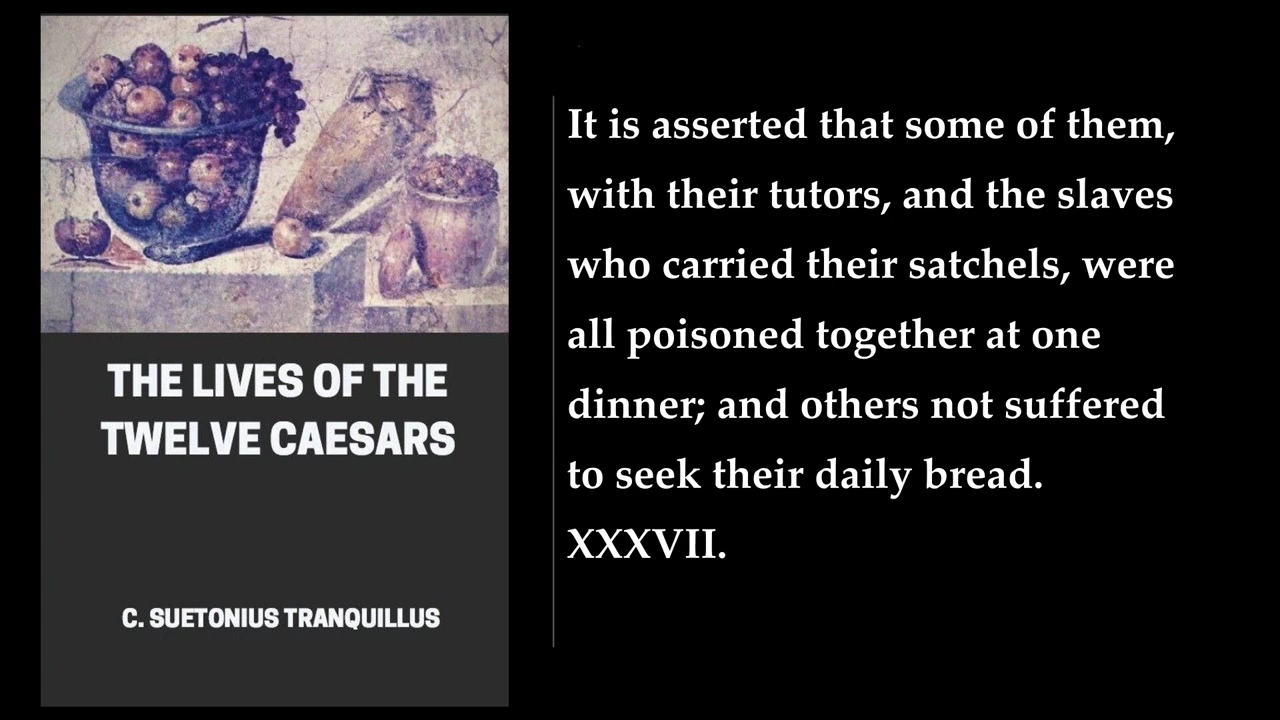 THE LIVES OF THE
TWELVE CAESARS
C. SUETONIUS TRANQUILLUS
It is asserted that some of them,
with their tutors, and the slaves
who carried their satchels, were
all poisoned together at one
dinner; and others not suffered
to seek their daily bread.
XXXVII.